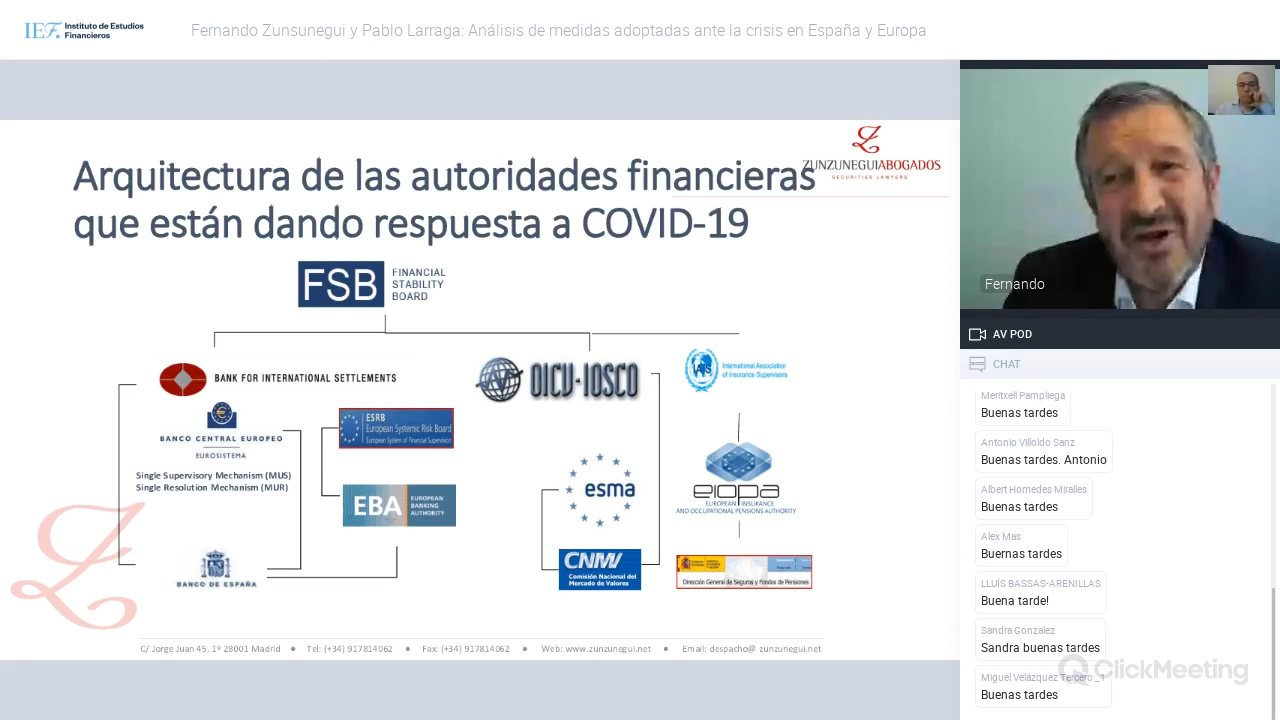 IEF. Instituto de Estudios
Financieros
Fernando Zunsunegui y Pablo Larraga: Análisis de medidas adoptadas ante la crisis en España y Europa
ZUNZUNEGUIABOGADOS
SECURITIES LAWYERS
Arquitectura de las autoridades financieras
que están dando respuesta a COVID-19
FSB FINANCIAL
STABILITY
BOARD
BANK FOR INTERNATIONAL SETTLEMENTS
OICU-IOSCO
IAIS
International Association
of Insurance Supervisors
BANCO CENTRAL EUROPEO
EUROSISTEMA
ESRB
European Systemic Risk Board
European System of Financial Supervision
Single Supervisory Mechanism (MUS)
Single Resolution Mechanism (MUR)
EBA EUROPEAN
BANKING
AUTHORITY
esma
eiopa
EUROPEAN INSURANCE
AND OCCUPATIONAL PENSIONS AUTHORITY
BANCO DE ESPAÑA
CNMV
Comisión Nacional del
Mercado de Valores
Dirección General de Seguros y Fondos de Pensiones
C/ Jorge Juan 45, 1º 28001 Madrid ● Tel: (+34) 917814062 ● Fax: (+34) 917814062 ● Web: www.zunzunegui.net ● Email: despacho@ zunzunegui.net
Fernando
AV POD
CHAT
Meritxell Pampliega
Buenas tardes
Antonio Villoldo Sanz
Buenas tardes. Antonio
Albert Homedes Miralles
Buenas tardes
Alex Mas
Buernas tardes
LLUÍS BASSAS-ARENILLAS
Buena tarde!
Sandra Gonzalez
Sandra buenas tardes
Miguel Velázquez Tercero _1
Buenas tardes
ClickMeeting